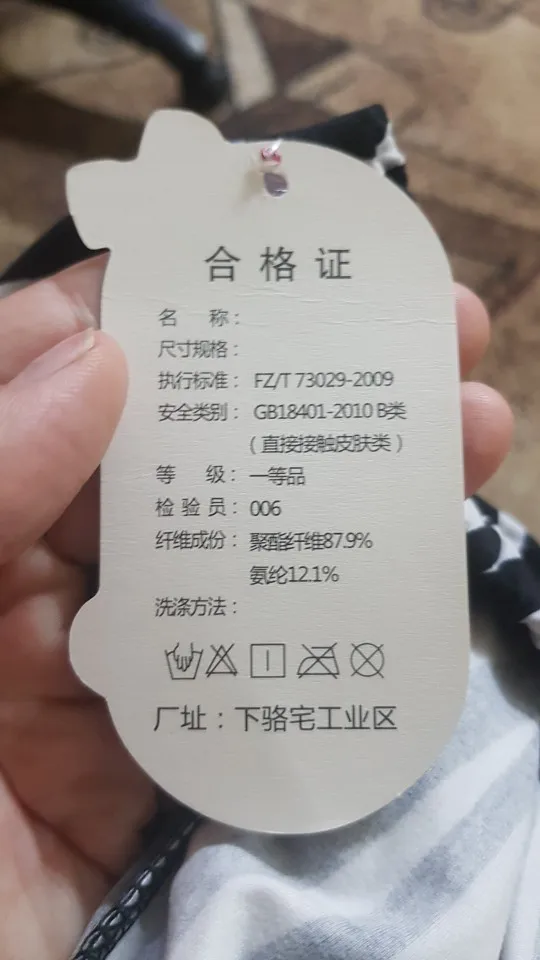 合格证
名 称：
尺寸规格：
执行标准： FZ/T 73029-2009
安全类别： GB18401-2010 B类
（直接接触皮肤类）
等 级： 一等品
检验员： 006
纤维成份： 聚酯纤维87.9%
氨纶12.1%
洗涤方法：
厂址：下骆宅工业区